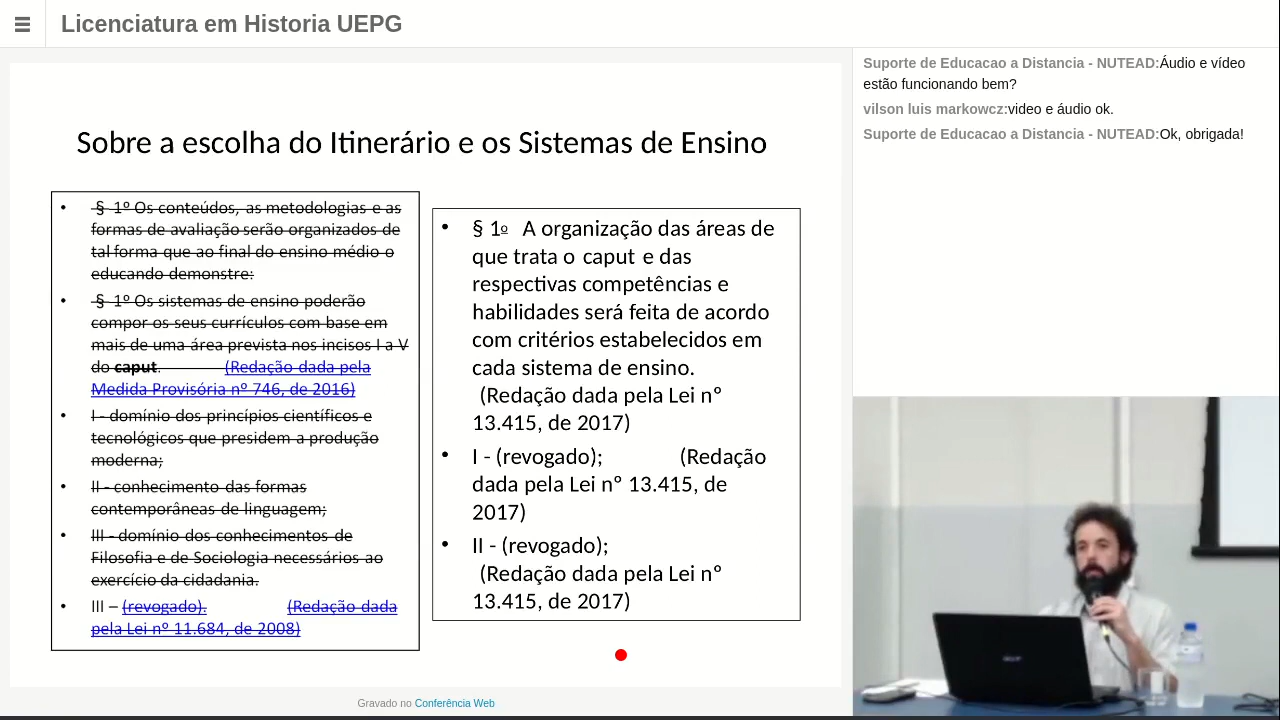 Licenciatura em Historia UEPG
Sobre a escolha do Itinerário e os Sistemas de Ensino
• § 1º Os conteúdos, as metodologias e as
formas de avaliação serão organizados de
tal forma que ao final do ensino médio o
educando demonstre:
• § 1º Os sistemas de ensino poderão
compor os seus currículos com base em
mais de uma área prevista nos incisos I a V
do caput. (Redação dada pela
Medida Provisória nº 746, de 2016)
• I - domínio dos princípios científicos e
tecnológicos que presidem a produção
moderna;
• II - conhecimento das formas
contemporâneas de linguagem;
• III - domínio dos conhecimentos de
Filosofia e de Sociologia necessários ao
exercício da cidadania.
• III – (revogado). (Redação dada
pela Lei nº 11.684, de 2008)
• § 1º A organização das áreas de
que trata o caput e das
respectivas competências e
habilidades será feita de acordo
com critérios estabelecidos em
cada sistema de ensino.
(Redação dada pela Lei nº
13.415, de 2017)
• I - (revogado); (Redação
dada pela Lei nº 13.415, de
2017)
• II - (revogado);
(Redação dada pela Lei nº
13.415, de 2017)
Gravado no Conferência Web
Suporte de Educacao a Distancia - NUTEAD:Áudio e vídeo
estão funcionando bem?
vilson luis markowcz:video e áudio ok.
Suporte de Educacao a Distancia - NUTEAD:Ok, obrigada!
acer